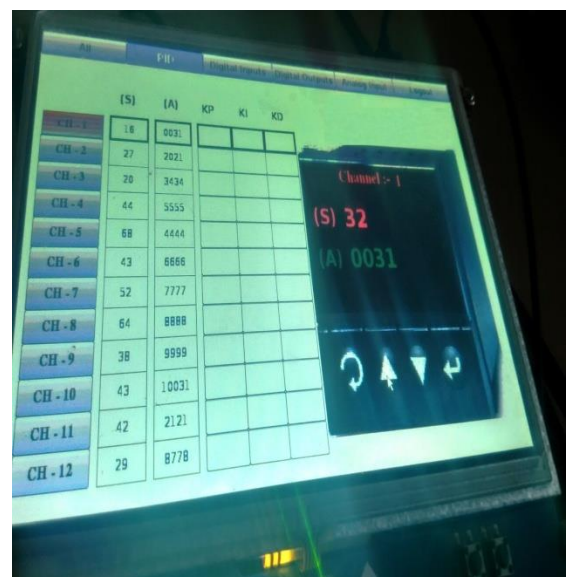 All PIP Digital Inputs Digital Outputs Analog Input Logout
(S) (A) KP KI KD
CH - 1 18 0031
CH - 2 27 2021
CH - 3 20 3434
CH - 4 44 5555
CH - 5 68 4444
CH - 6 43 6666
CH - 7 52 7777
CH - 8 64 8888
CH - 9 38 9999
CH - 10 43 10031
CH - 11 42 2121
CH - 12 29 8778
Channel :- 1
(S) 32
(A) 0031